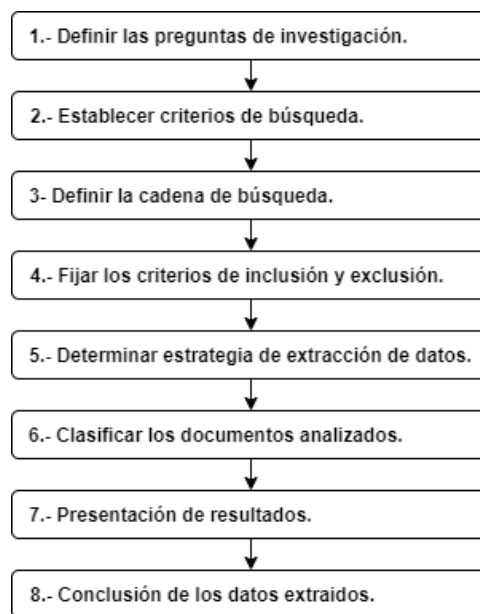 1.- Definir las preguntas de investigación.
2.- Establecer criterios de búsqueda.
3- Definir la cadena de búsqueda.
4.- Fijar los criterios de inclusión y exclusión.
5.- Determinar estrategia de extracción de datos.
6.- Clasificar los documentos analizados.
7.- Presentación de resultados.
8.- Conclusión de los datos extraidos.